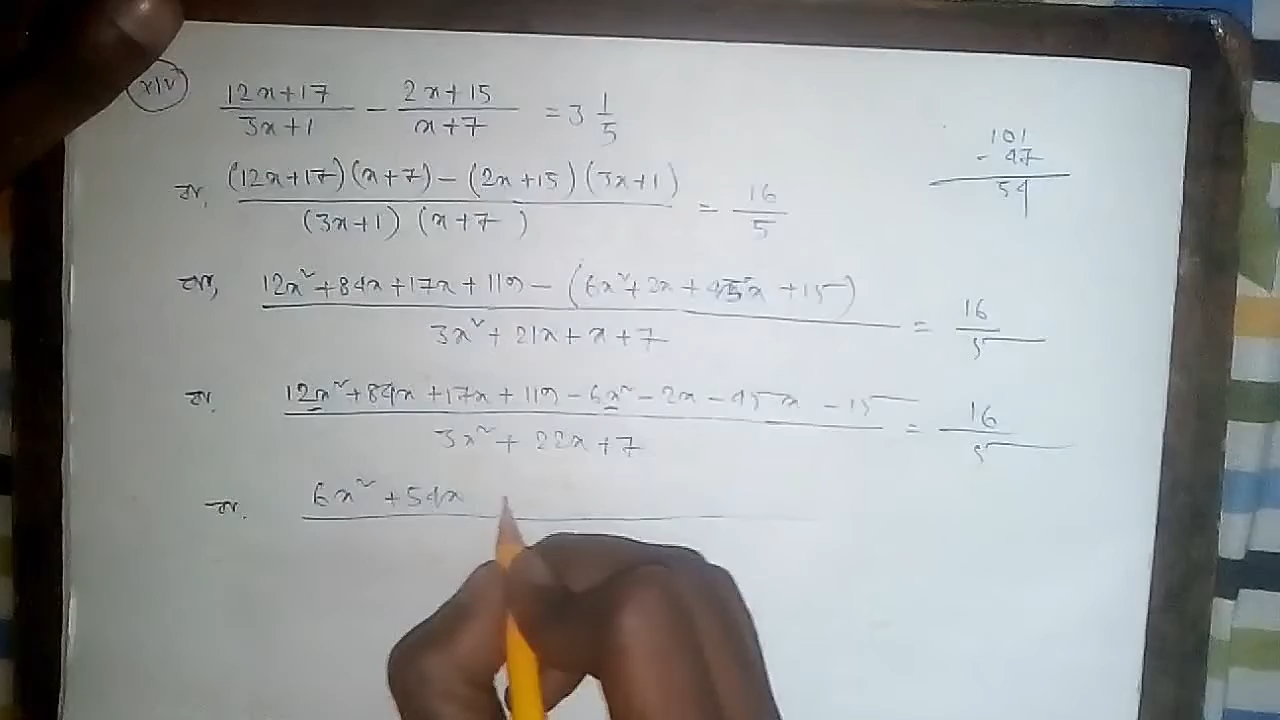 xiv) (12x+17)/(3x+1) - (2x+15)/(x+7) = 3 1/5
বা, ((12x+17)(x+7) - (2x+15)(3x+1))/((3x+1)(x+7)) = 16/5
বা, (12x²+84x+17x+119 - (6x²+2x+45x+15))/(3x²+21x+x+7) = 16/5
বা, (12x²+84x+17x+119-6x²-2x-45x-15)/(3x²+22x+7) = 16/5
বা, 6x²+54x
101
- 47
54